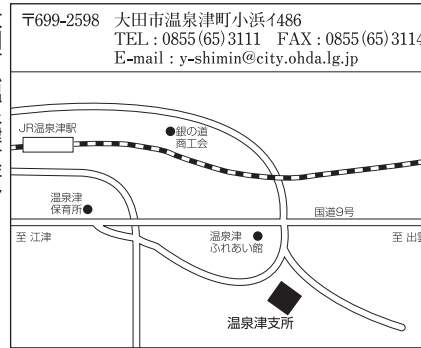 〒699-2598 大田市温泉津町小浜イ486
TEL : 0855(65)3111 FAX : 0855(65)3114
E-mail : y-shimin@city.ohda.lg.jp
JR温泉津駅
銀の道
商工会
温泉津
保育所
国道9号
至 江津
温泉津
ふれあい館
至 出雲
温泉津支所